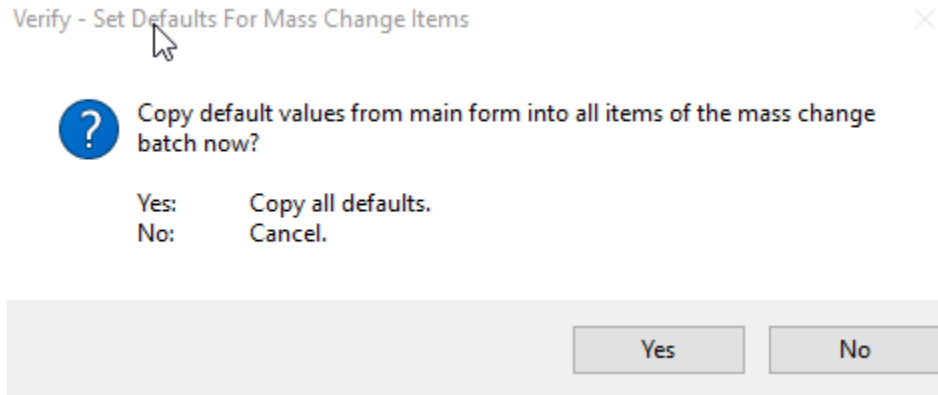 Verify - Set Defaults For Mass Change Items
Copy default values from main form into all items of the mass change
batch now?
Yes: Copy all defaults.
No: Cancel.
Yes No